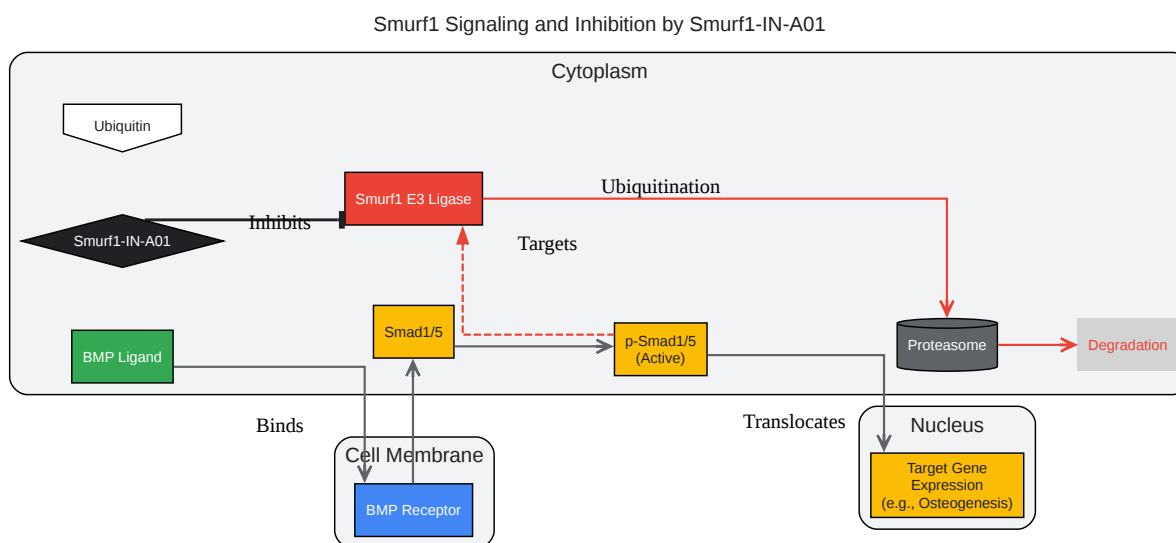 Smurf1 Signaling and Inhibition by Smurf1-IN-A01
Cytoplasm
Ubiquitin
Smurf1 E3 Ligase
Ubiquitination
Inhibits
Smurf1-IN-A01
Targets
Smad1/5
p-Smad1/5
(Active)
Proteasome
Degradation
BMP Ligand
Binds
Translocates
Cell Membrane
BMP Receptor
Nucleus
Target Gene
Expression
(e.g., Osteogenesis)